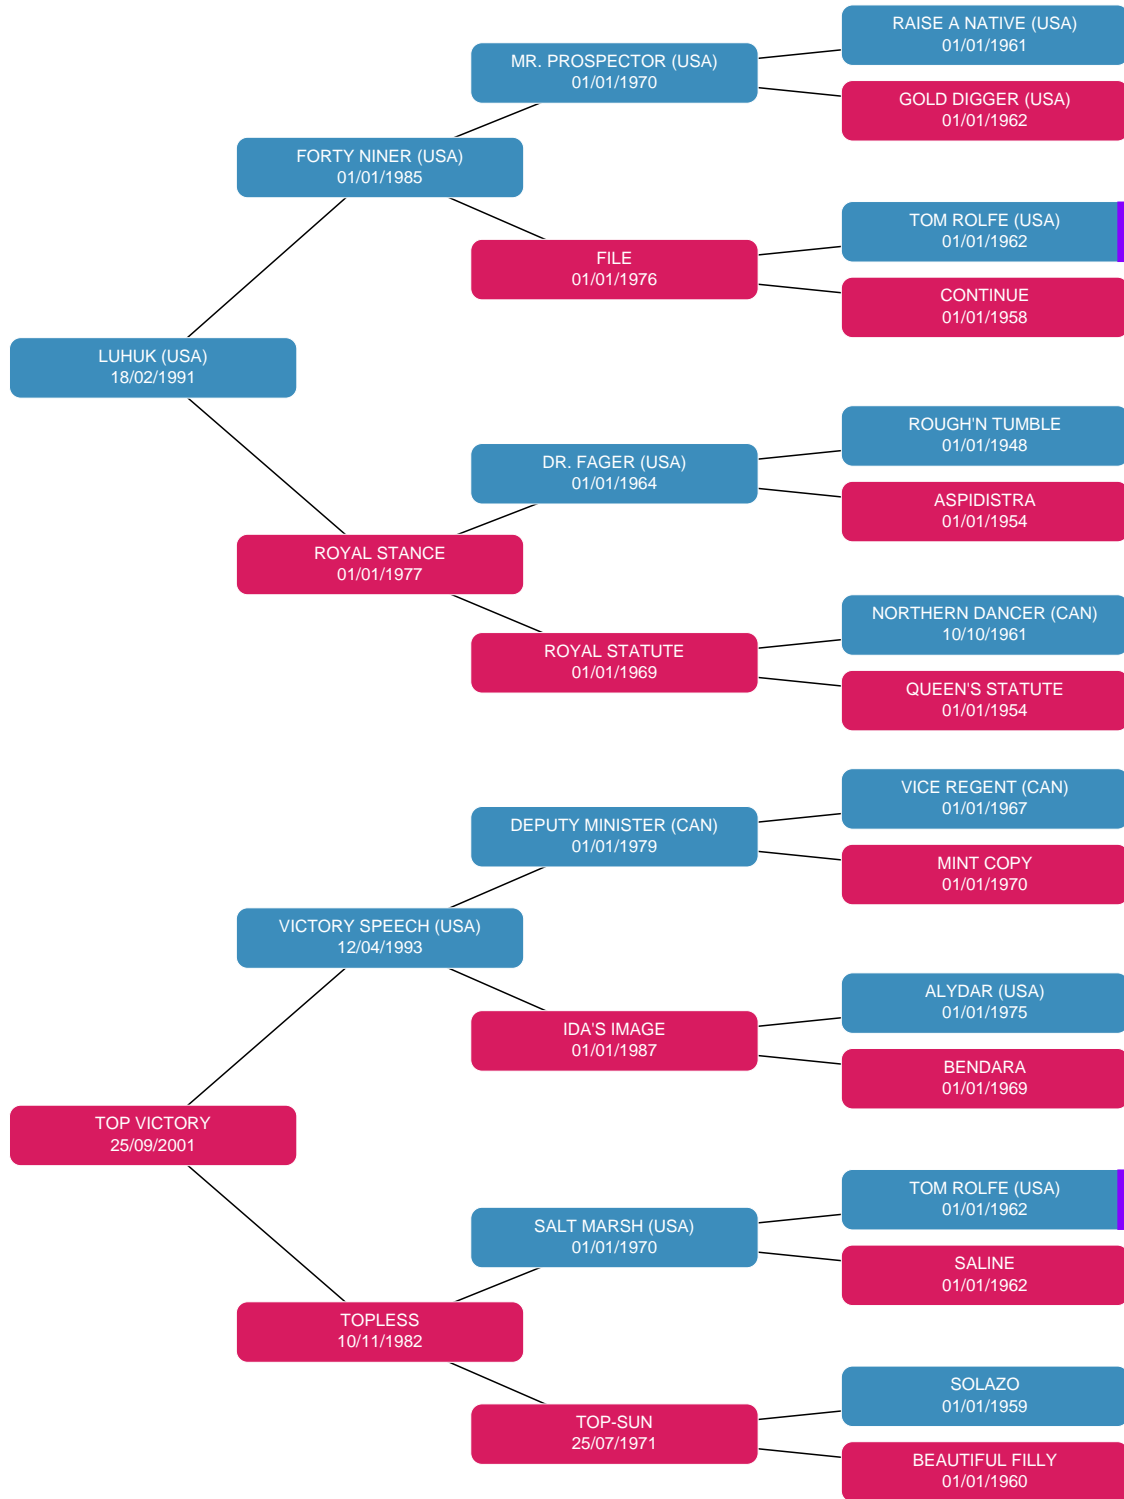 RAISE A NATIVE (USA)
01/01/1961
MR. PROSPECTOR (USA)
01/01/1970
GOLD DIGGER (USA)
01/01/1962
FORTY NINER (USA)
01/01/1985
TOM ROLFE (USA)
01/01/1962
FILE
01/01/1976
CONTINUE
01/01/1958
LUHUK (USA)
18/02/1991
ROUGH'N TUMBLE
01/01/1948
DR. FAGER (USA)
01/01/1964
ASPIDISTRA
01/01/1954
ROYAL STANCE
01/01/1977
NORTHERN DANCER (CAN)
10/10/1961
ROYAL STATUTE
01/01/1969
QUEEN'S STATUTE
01/01/1954
VICE REGENT (CAN)
01/01/1967
DEPUTY MINISTER (CAN)
01/01/1979
MINT COPY
01/01/1970
VICTORY SPEECH (USA)
12/04/1993
ALYDAR (USA)
01/01/1975
IDA'S IMAGE
01/01/1987
BENDARA
01/01/1969
TOP VICTORY
25/09/2001
TOM ROLFE (USA)
01/01/1962
SALT MARSH (USA)
01/01/1970
SALINE
01/01/1962
TOPLESS
10/11/1982
SOLAZO
01/01/1959
TOP-SUN
25/07/1971
BEAUTIFUL FILLY
01/01/1960